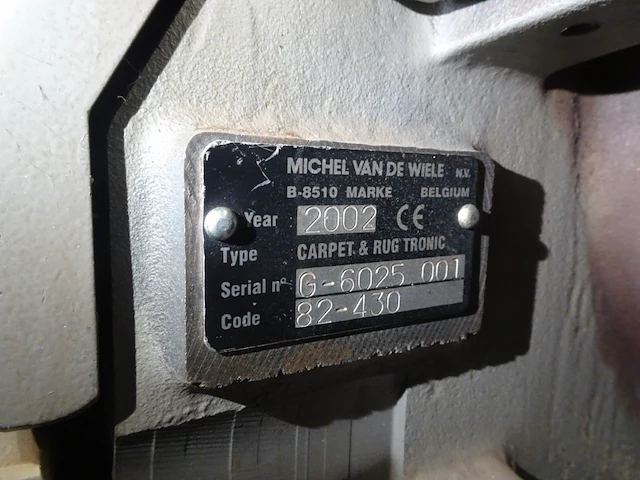 MICHEL VAN DE WIELE N.V.
B-8510 MARKE BELGIUM
Year 2002 CE
Type CARPET & RUG TRONIC
Serial n° G-6025 001
Code 82-430